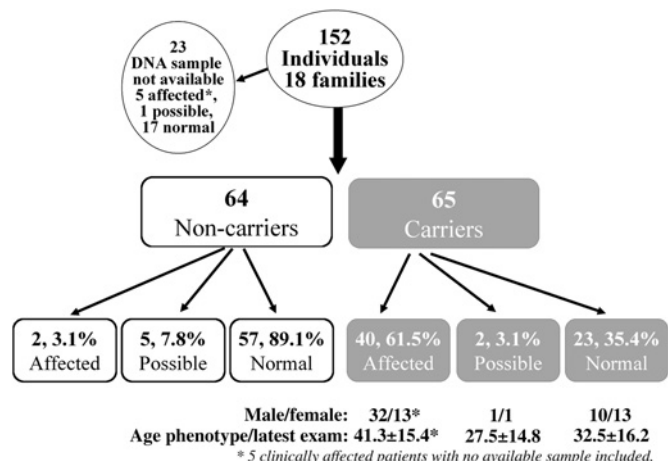 152
Individuals
18 families
23
DNA sample
not available
5 affected*,
1 possible,
17 normal
64
Non-carriers
65
Carriers
2, 3.1%
Affected
5, 7.8%
Possible
57, 89.1%
Normal
40, 61.5%
Affected
2, 3.1%
Possible
23, 35.4%
Normal
Male/female: 32/13* 1/1 10/13
Age phenotype/latest exam: 41.3±15.4* 27.5±14.8 32.5±16.2
* 5 clinically affected patients with no available sample included.